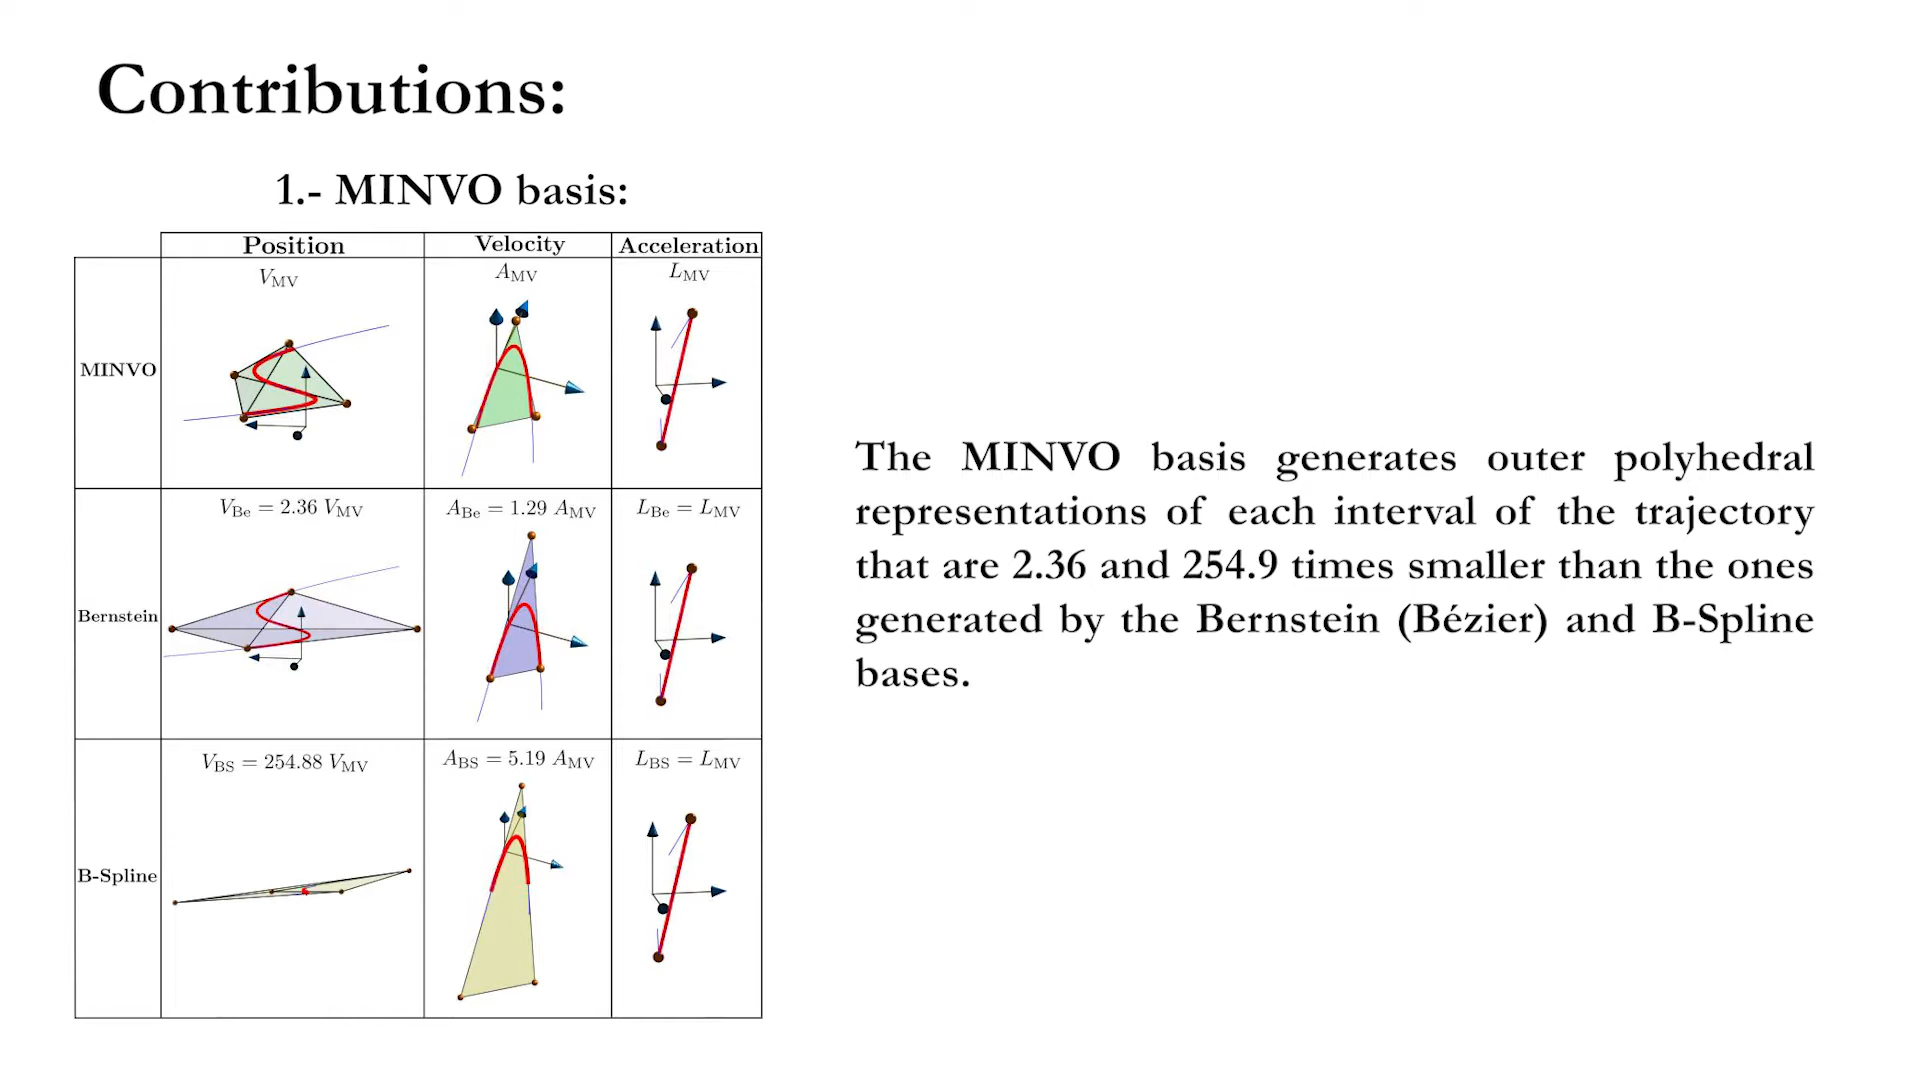 Contributions:
1.- MINVO basis:
Position Velocity Acceleration
MINVO V_MV A_MV L_MV
Bernstein V_Be = 2.36 V_MV A_Be = 1.29 A_MV L_Be = L_MV
B-Spline V_BS = 254.88 V_MV A_BS = 5.19 A_MV L_BS = L_MV
The MINVO basis generates outer polyhedral
representations of each interval of the trajectory
that are 2.36 and 254.9 times smaller than the ones
generated by the Bernstein (Bézier) and B-Spline
bases.